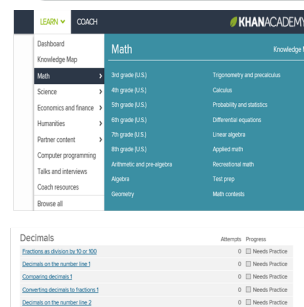 LEARN COACH KHANACADEMY
Dashboard
Knowledge Map
Math
Science
Economics and finance
Humanities
Partner content
Computer programming
Talks and interviews
Coach resources
Browse all
Math Knowledge
3rd grade (U.S.) Trigonometry and precalculus
4th grade (U.S.) Calculus
5th grade (U.S.) Probability and statistics
6th grade (U.S.) Differential equations
7th grade (U.S.) Linear algebra
8th grade (U.S.) Applied math
Arithmetic and pre-algebra Recreational math
Algebra Test prep
Geometry Math contests
Decimals Attempts Progress
Fractions as division by 10 or 100 0 Needs Practice
Decimals on the number line 1 0 Needs Practice
Comparing decimals 1 0 Needs Practice
Converting decimals to fractions 1 0 Needs Practice
Decimals on the number line 2 0 Needs Practice